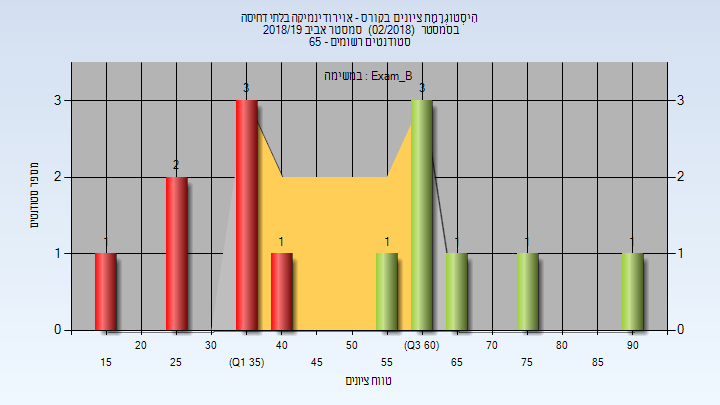 היסטוגרמת ציונים בקורס - אוירודינמיקה בלתי דחיסה
בסמסטר (02/2018) סמסטר אביב 2018/19
סטודנטים רשומים - 65
במשימה : Exam_B
3 3
3 3
2
2 2
1 1 1 1 1 1
1 1
0 0
20 30 40 50 (Q3 60) 70 80 90
15 25 (Q1 35) 45 55 65 75 85
מספר סטודנטים
טווח ציונים